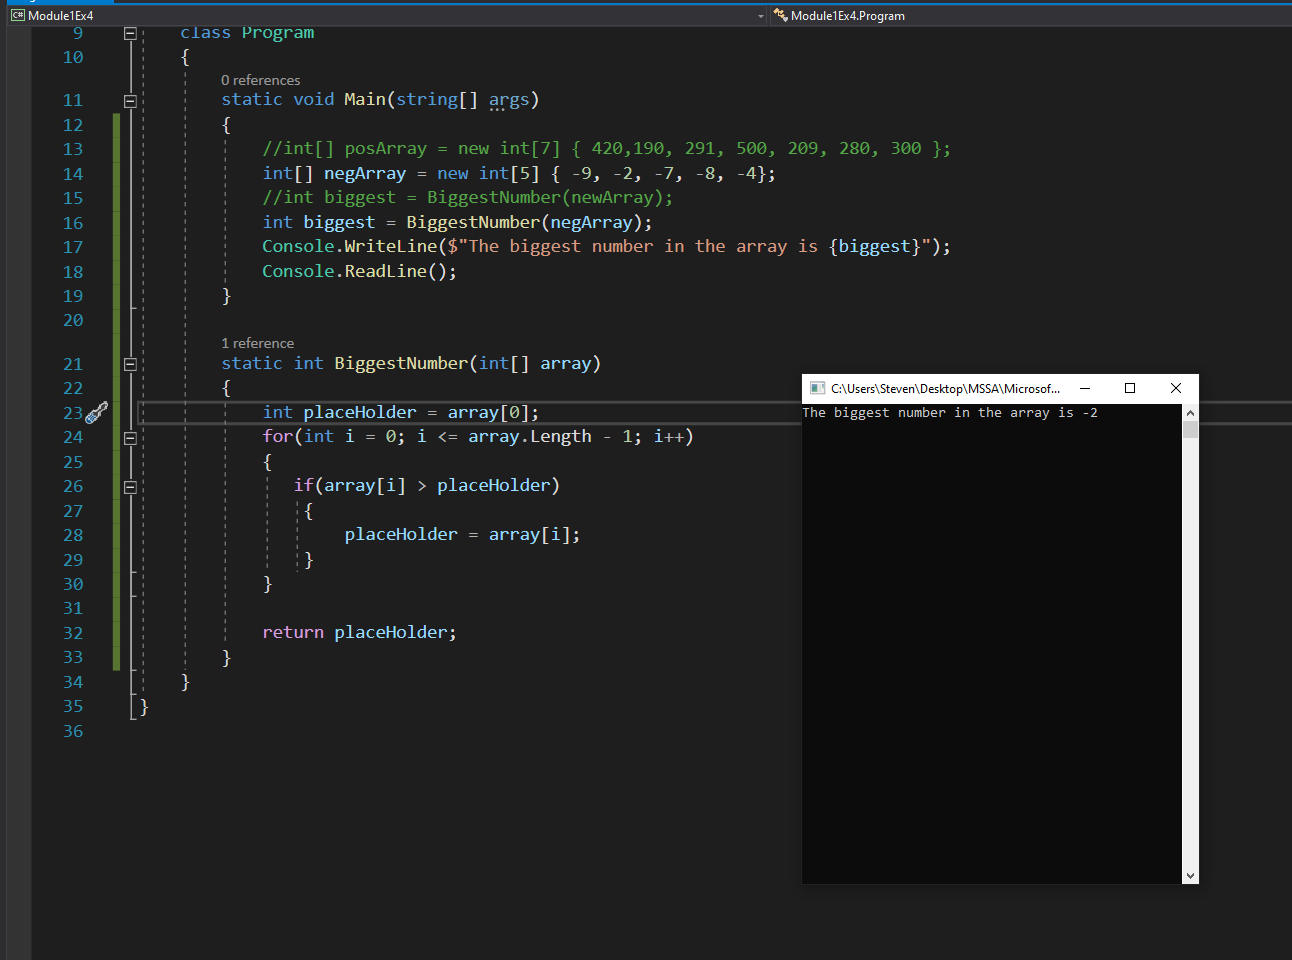 Module1Ex4 Module1Ex4.Program
9 class Program
10 {
0 references
11 static void Main(string[] args)
12 {
13 //int[] posArray = new int[7] { 420,190, 291, 500, 209, 280, 300 };
14 int[] negArray = new int[5] { -9, -2, -7, -8, -4};
15 //int biggest = BiggestNumber(newArray);
16 int biggest = BiggestNumber(negArray);
17 Console.WriteLine($"The biggest number in the array is {biggest}");
18 Console.ReadLine();
19 }
20
1 reference
21 static int BiggestNumber(int[] array)
22 {
23 int placeHolder = array[0];
24 for(int i = 0; i <= array.Length - 1; i++)
25 {
26 if(array[i] > placeHolder)
27 {
28 placeHolder = array[i];
29 }
30 }
31
32 return placeHolder;
33 }
34 }
35 }
36
C:\Users\Steven\Desktop\MSSA\Microsof...
The biggest number in the array is -2